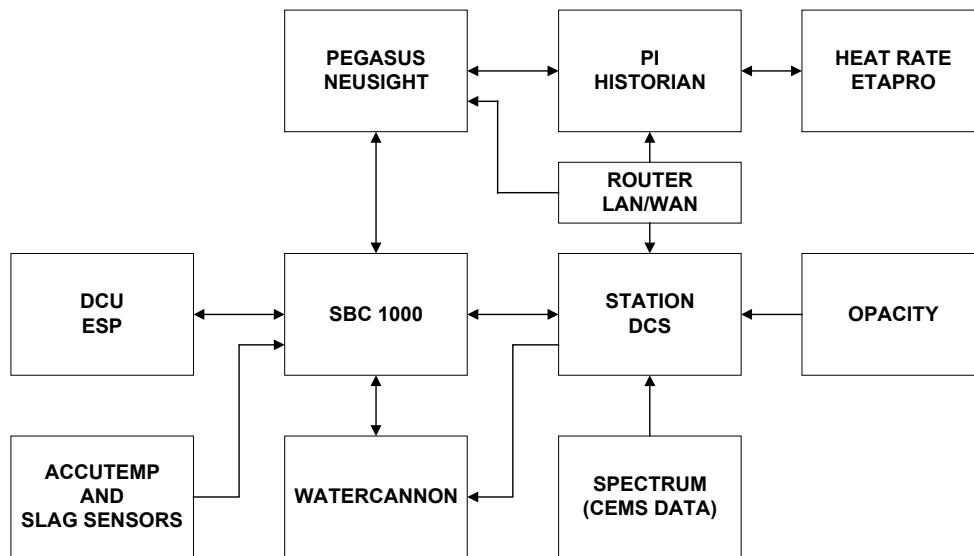 PEGASUS
NEUSIGHT
PI
HISTORIAN
HEAT RATE
ETAPRO
ROUTER
LAN/WAN
DCU
ESP
SBC 1000
STATION
DCS
OPACITY
ACCUTEMP
AND
SLAG SENSORS
WATERCANNON
SPECTRUM
(CEMS DATA)